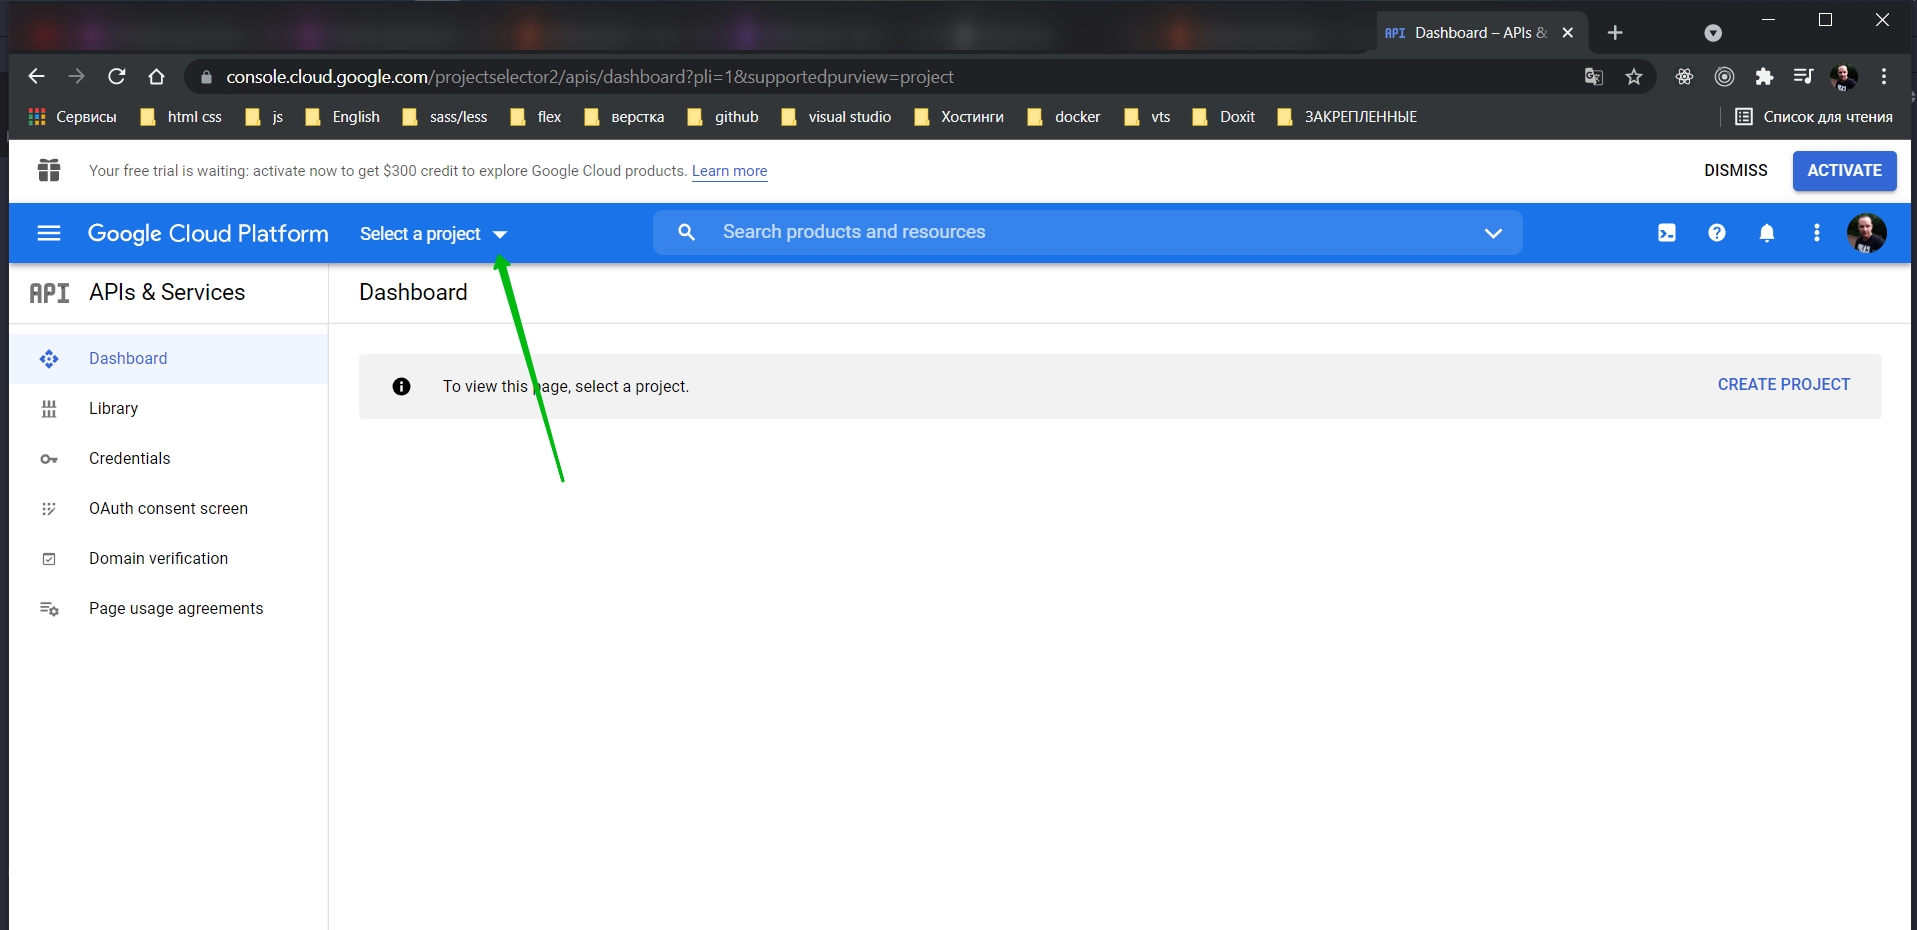 API Dashboard – APIs &
console.cloud.google.com/projectselector2/apis/dashboard?pli=1&supportedpurview=project
Сервисы html css js English sass/less flex верстка github visual studio Хостинги docker vts Doxit ЗАКРЕПЛЕННЫЕ Список для чтения
Your free trial is waiting: activate now to get $300 credit to explore Google Cloud products. Learn more DISMISS ACTIVATE
Google Cloud Platform Select a project Search products and resources
API APIs & Services Dashboard
Dashboard
To view this page, select a project. CREATE PROJECT
Library
Credentials
OAuth consent screen
Domain verification
Page usage agreements